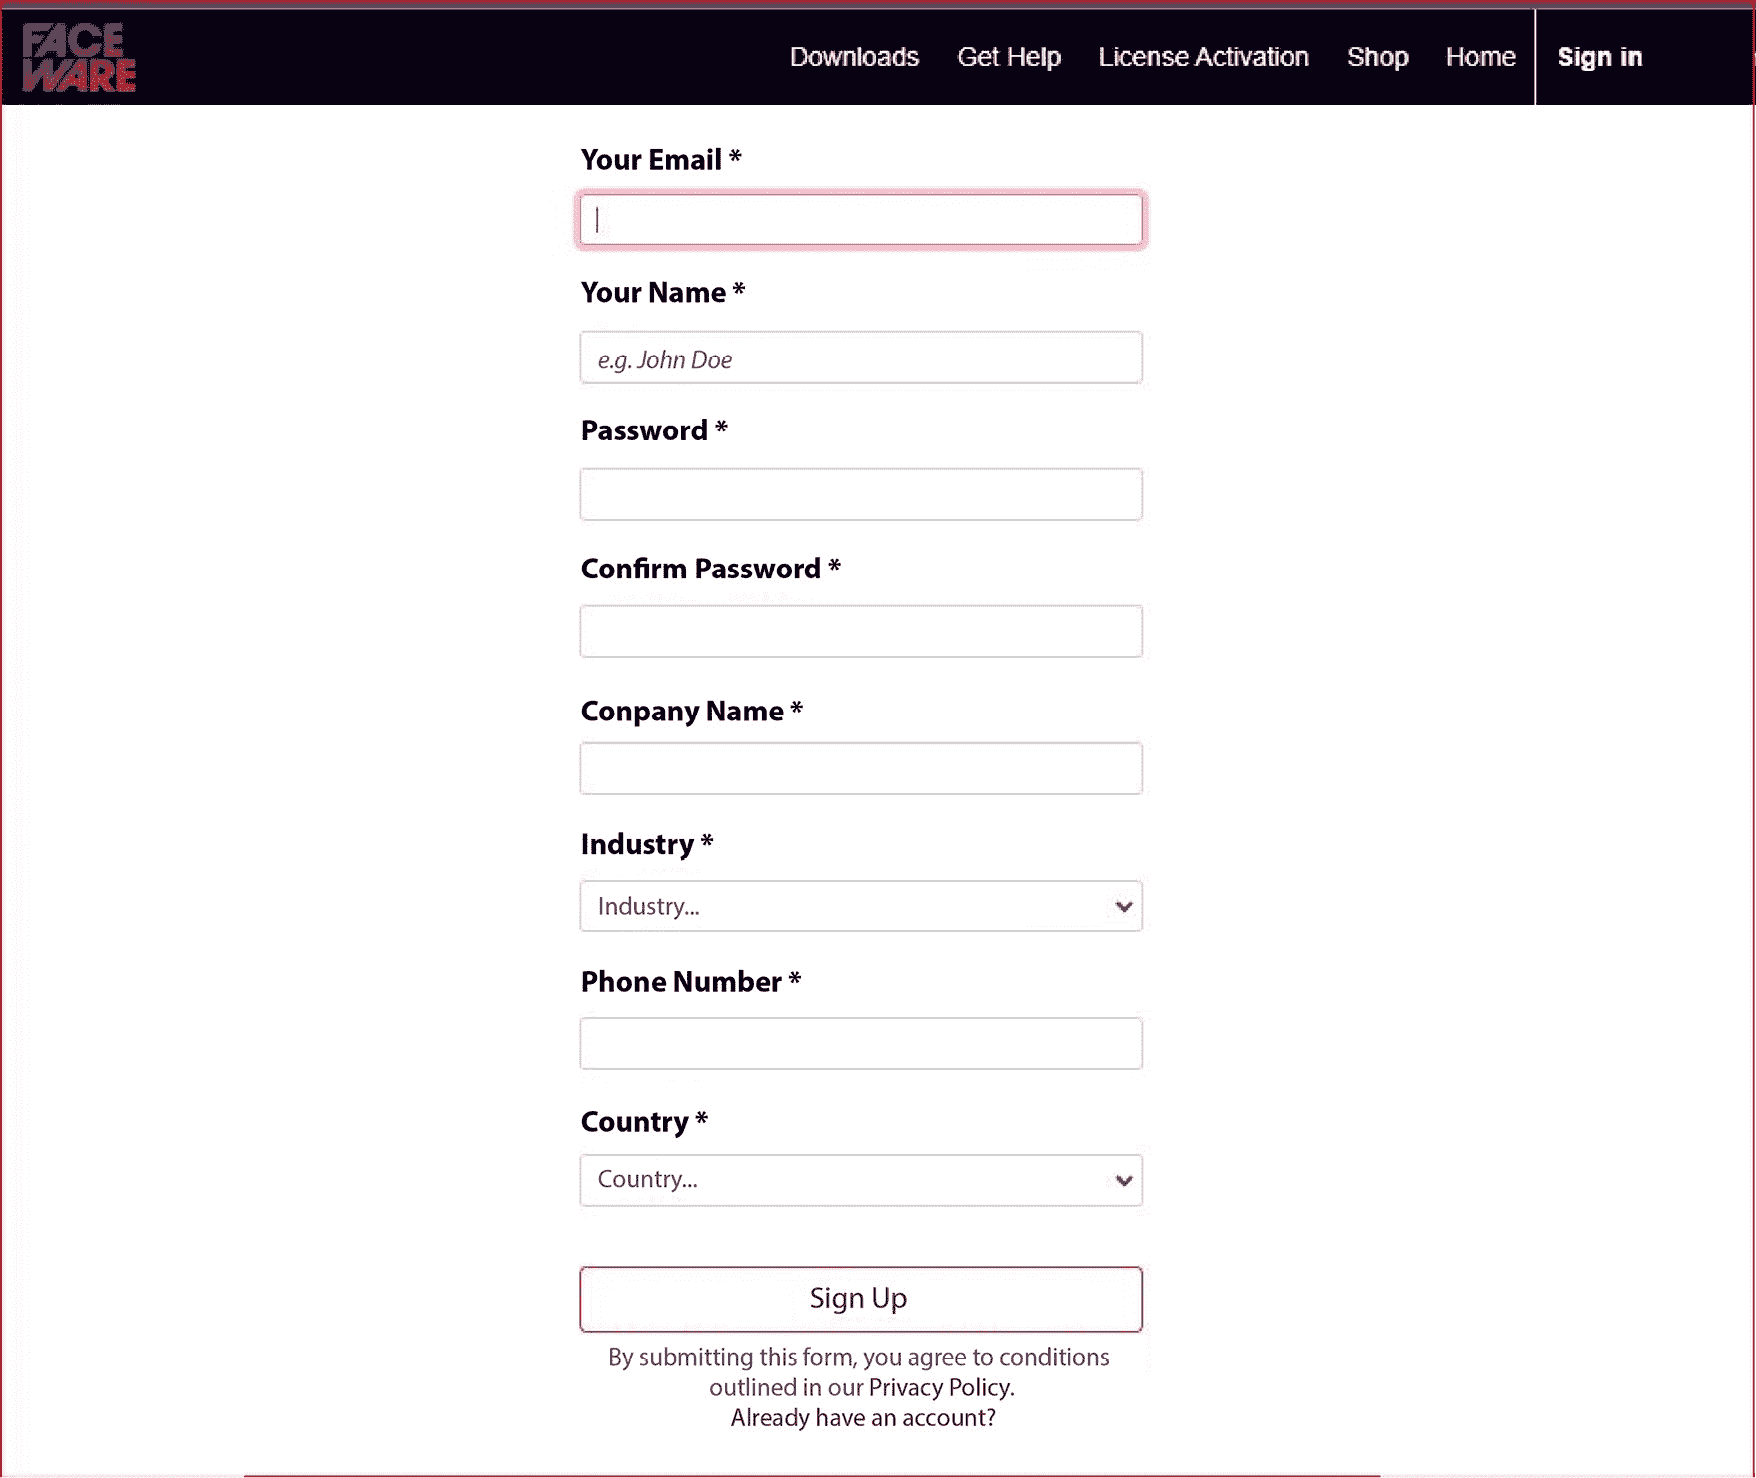 FACE
WARE
Downloads Get Help License Activation Shop Home Sign in
Your Email *
Your Name *
e.g. John Doe
Password *
Confirm Password *
Conpany Name *
Industry *
Industry...
Phone Number *
Country *
Country...
Sign Up
By submitting this form, you agree to conditions
outlined in our Privacy Policy.
Already have an account?